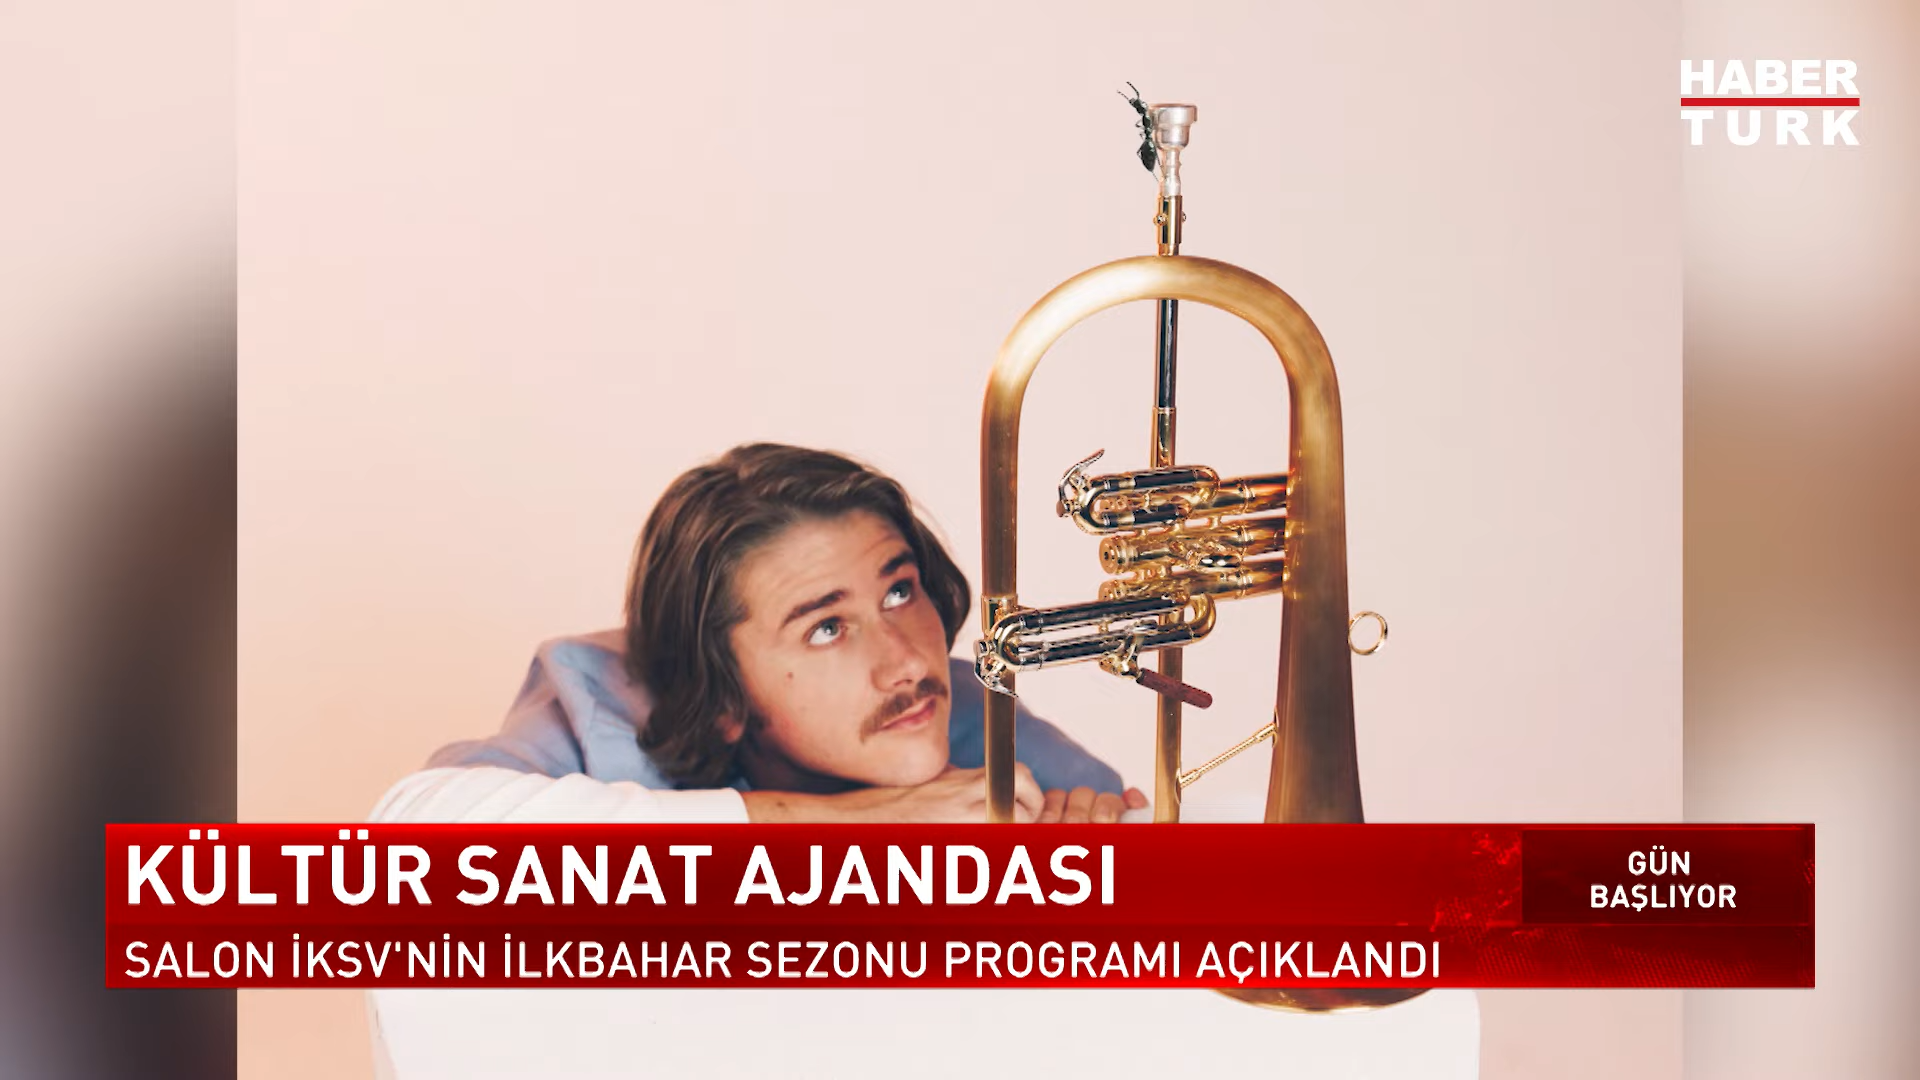 HABER
TURK
KÜLTÜR SANAT AJANDASI
GÜN
BAŞLIYOR
SALON İKSV'NİN İLKBAHAR SEZONU PROGRAMI AÇIKLANDI